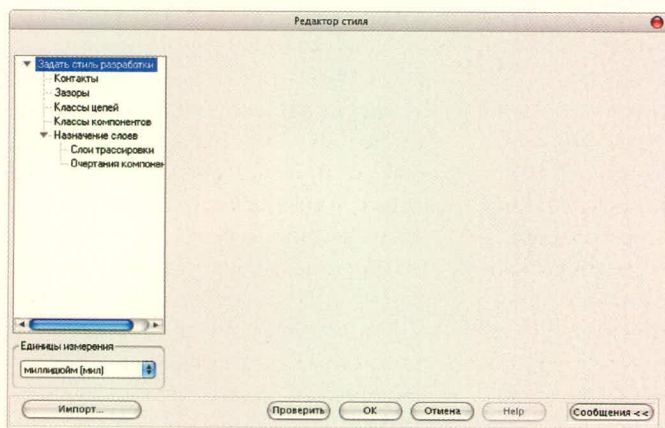 Редактор стиля
Задать стиль разработки
Контакты
Зазоры
Классы цепей
Классы компонентов
Назначение слоев
Слои трассировки
Очертания компонен
Единицы измерения
миллидюйм (мил)
Импорт...
Проверить
OK
Отмена
Help
Сообщения <<